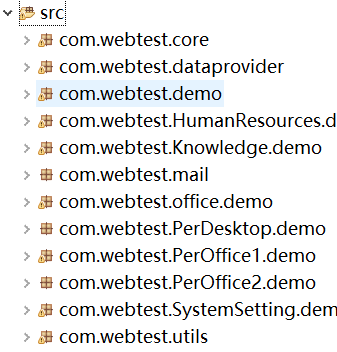 src
com.webtest.core
com.webtest.dataprovider
com.webtest.demo
com.webtest.HumanResources.d
com.webtest.Knowledge.demo
com.webtest.mail
com.webtest.office.demo
com.webtest.PerDesktop.demo
com.webtest.PerOffice1.demo
com.webtest.PerOffice2.demo
com.webtest.SystemSetting.dem
com.webtest.utils